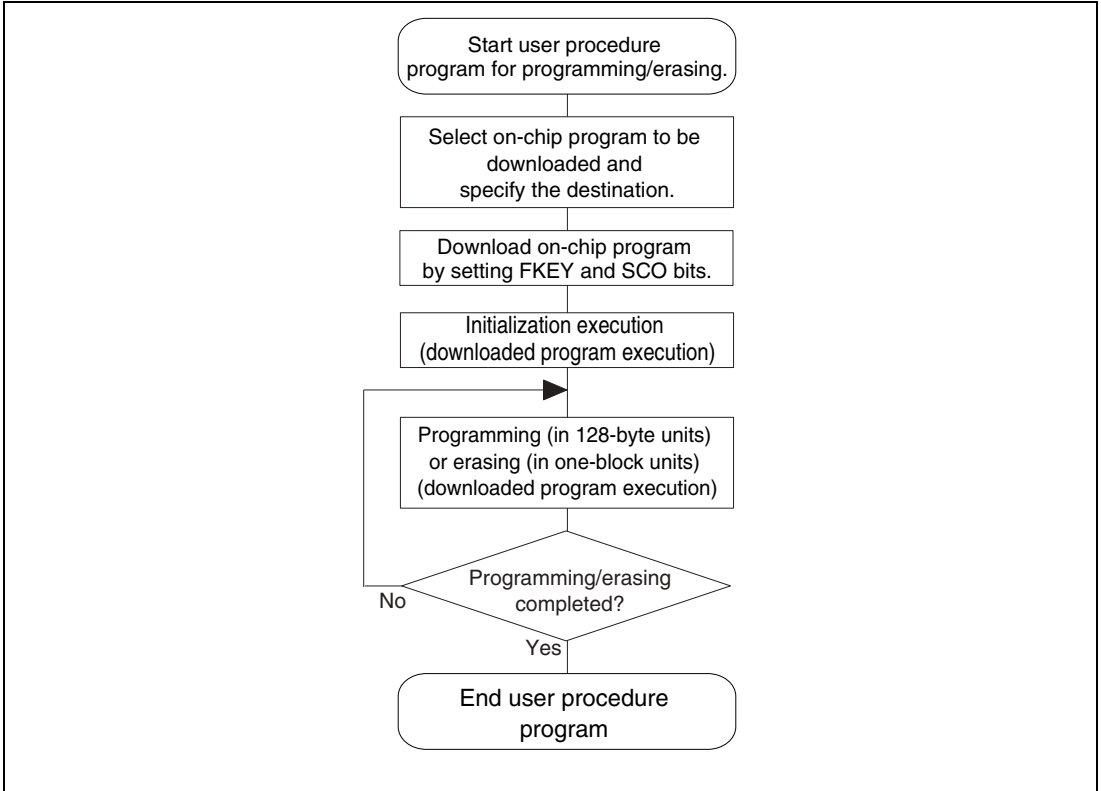 Start user procedure
program for programming/erasing.
Select on-chip program to be
downloaded and
specify the destination.
Download on-chip program
by setting FKEY and SCO bits.
Initialization execution
(downloaded program execution)
Programming (in 128-byte units)
or erasing (in one-block units)
(downloaded program execution)
Programming/erasing
completed?
No
Yes
End user procedure
program